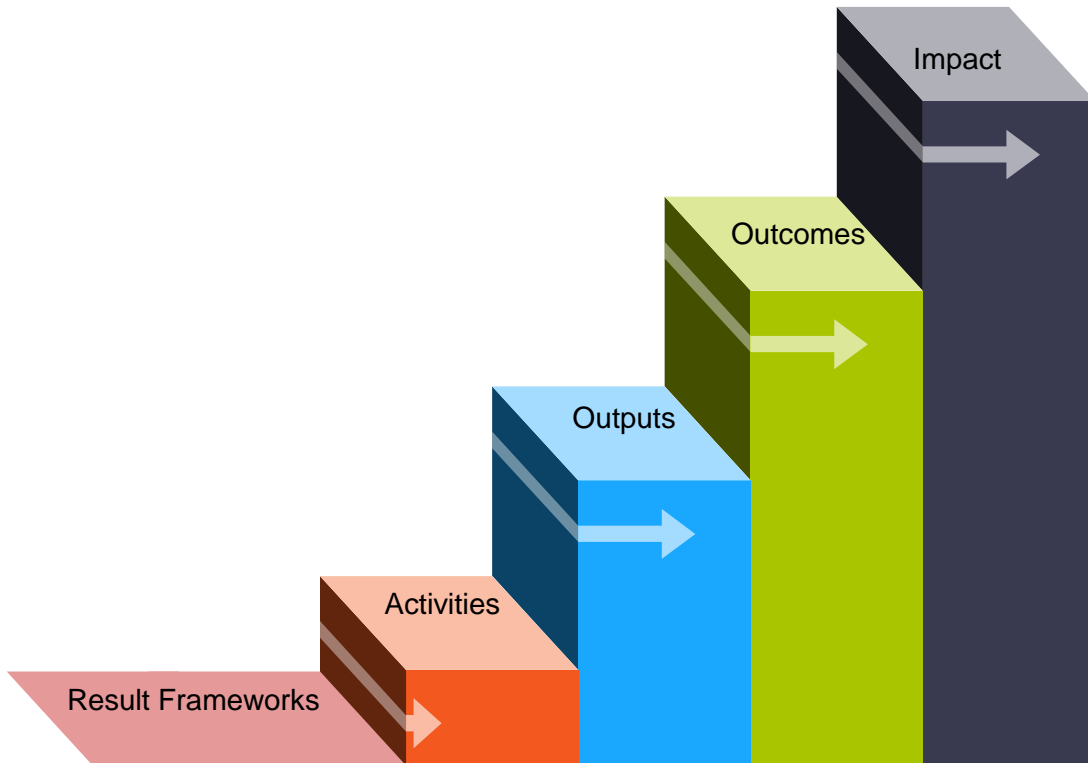 Impact
Outcomes
Outputs
Activities
Result Frameworks